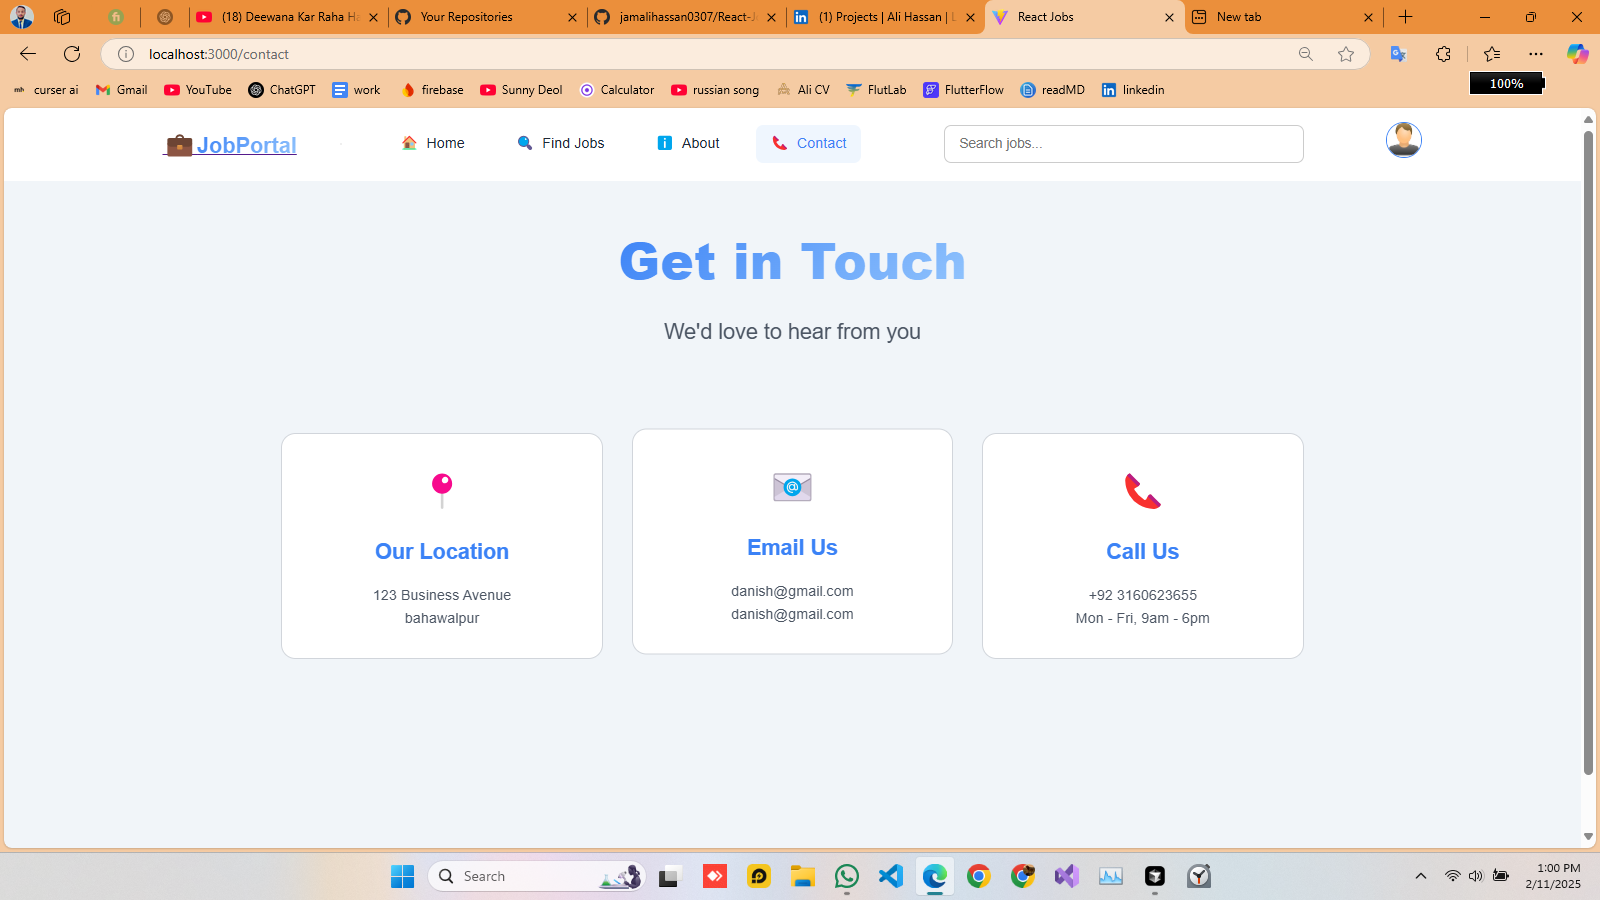 (18) Deewana Kar Raha Ha
Your Repositories
jamalihassan0307/React-Jo
(1) Projects | Ali Hassan | L
React Jobs
New tab
localhost:3000/contact
curser ai
Gmail
YouTube
ChatGPT
work
firebase
Sunny Deol
Calculator
russian song
Ali CV
FlutLab
FlutterFlow
readMD
linkedin
100%
JobPortal
Home
Find Jobs
About
Contact
Search jobs...
Get in Touch
We'd love to hear from you
Our Location
123 Business Avenue
bahawalpur
Email Us
danish@gmail.com
danish@gmail.com
Call Us
+92 3160623655
Mon - Fri, 9am - 6pm
Search
1:00 PM
2/11/2025